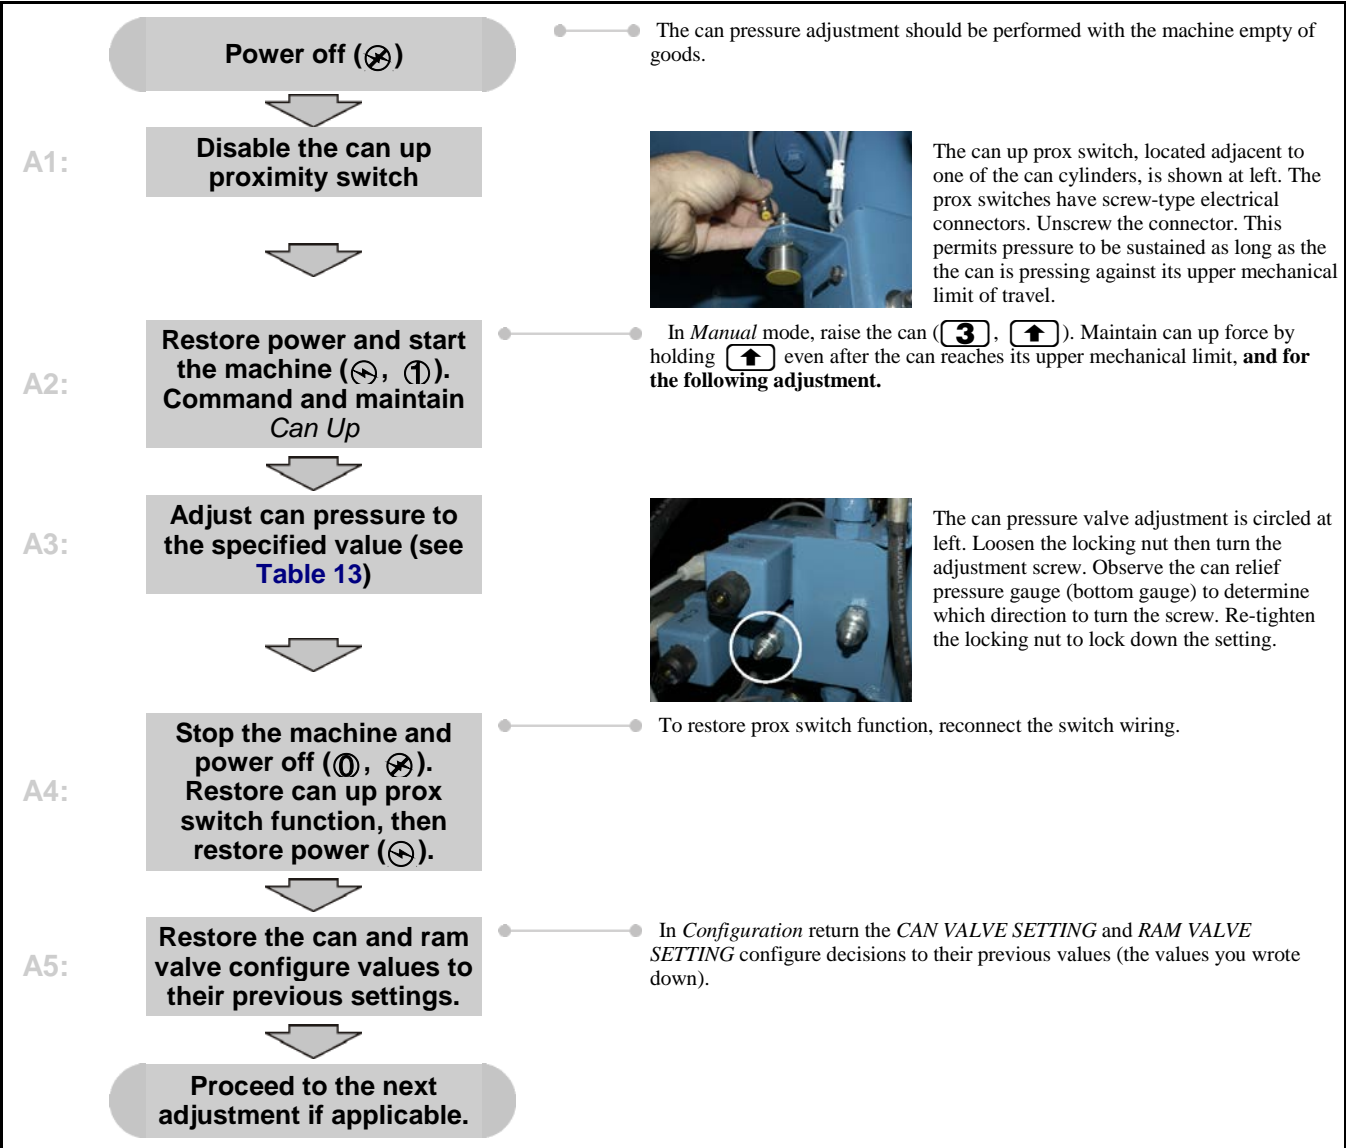 Power off ( )
The can pressure adjustment should be performed with the machine empty of
goods.
A1:
Disable the can up
proximity switch
The can up prox switch, located adjacent to
one of the can cylinders, is shown at left. The
prox switches have screw-type electrical
connectors. Unscrew the connector. This
permits pressure to be sustained as long as the
the can is pressing against its upper mechanical
limit of travel.
A2:
Restore power and start
the machine ( , 1).
Command and maintain
Can Up
In Manual mode, raise the can ( 3 , ⬆ ). Maintain can up force by
holding ⬆ even after the can reaches its upper mechanical limit, and for
the following adjustment.
A3:
Adjust can pressure to
the specified value (see
Table 13)
The can pressure valve adjustment is circled at
left. Loosen the locking nut then turn the
adjustment screw. Observe the can relief
pressure gauge (bottom gauge) to determine
which direction to turn the screw. Re-tighten
the locking nut to lock down the setting.
A4:
Stop the machine and
power off (0, ).
Restore can up prox
switch function, then
restore power ( ).
To restore prox switch function, reconnect the switch wiring.
A5:
Restore the can and ram
valve configure values to
their previous settings.
In Configuration return the CAN VALVE SETTING and RAM VALVE
SETTING configure decisions to their previous values (the values you wrote
down).
Proceed to the next
adjustment if applicable.